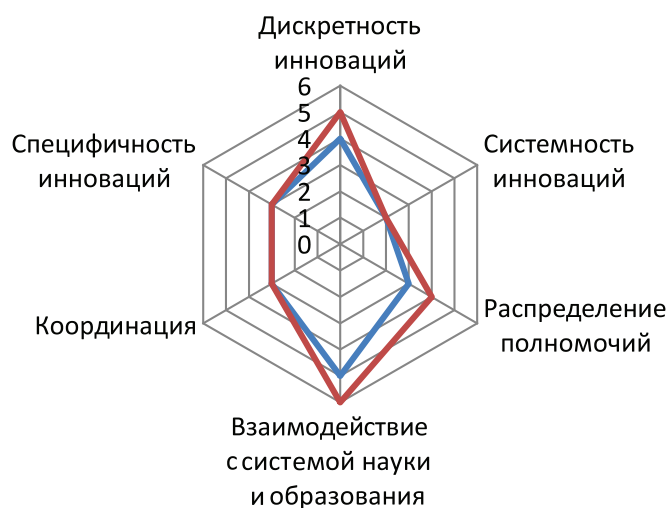 Дискретность
инноваций
6
5
4
3
2
1
0
Специфичность
инноваций
Системность
инноваций
Координация
Распределение
полномочий
Взаимодействие
с системой науки
и образования